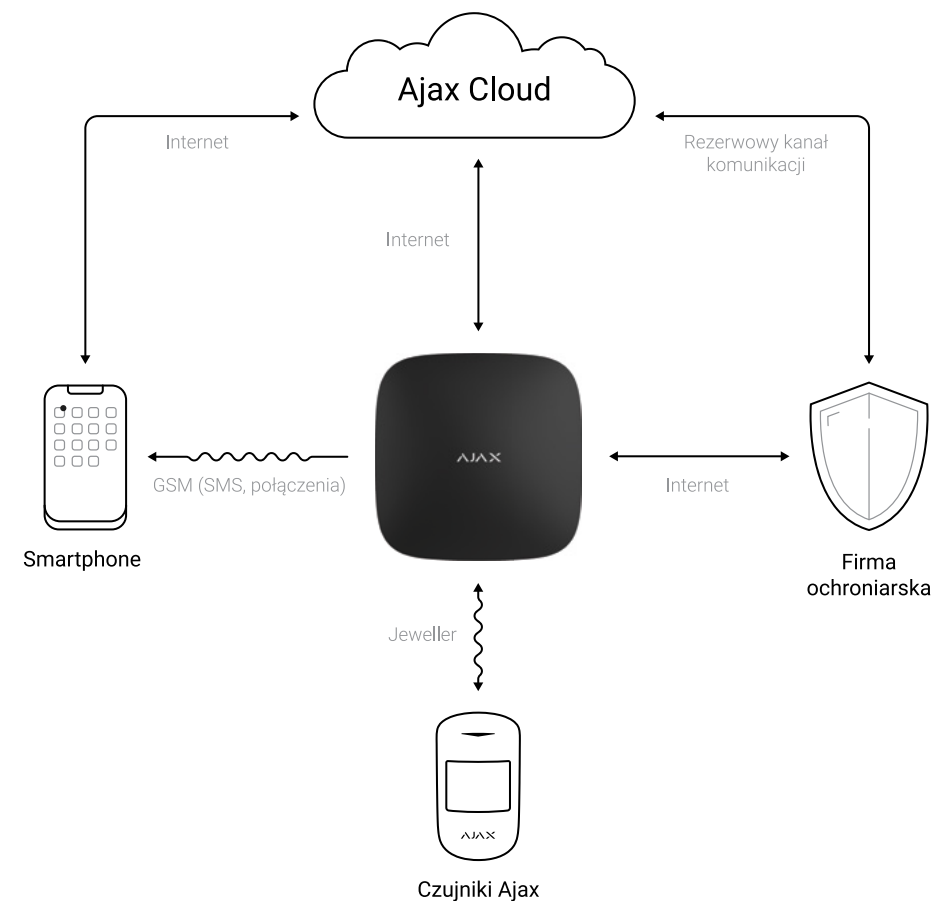 Ajax Cloud
Internet
Rezerwowy kanał
komunikacji
Internet
AJAX
GSM (SMS, połączenia)
Internet
Smartphone
Firma
ochroniarska
Jeweller
AJAX
Czujniki Ajax